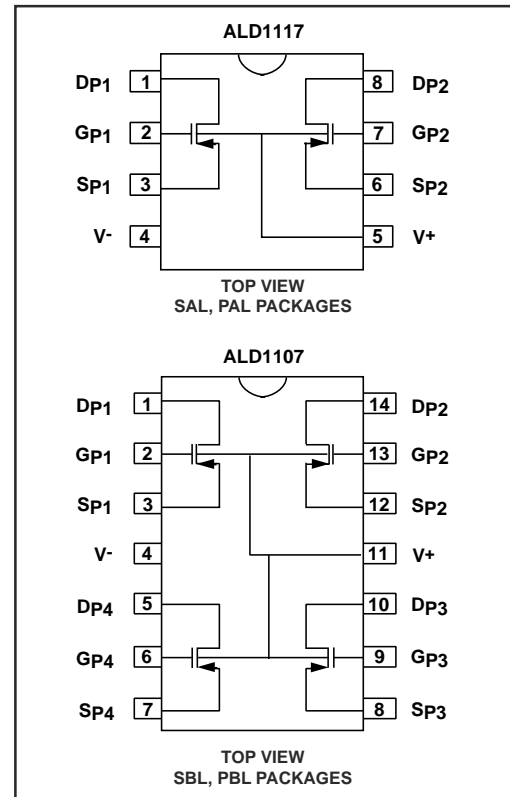 ALD1117
DP1 1 8 DP2
GP1 2 7 GP2
SP1 3 6 SP2
V- 4 5 V+
TOP VIEW
SAL, PAL PACKAGES
ALD1107
DP1 1 14 DP2
GP1 2 13 GP2
SP1 3 12 SP2
V- 4 11 V+
DP4 5 10 DP3
GP4 6 9 GP3
SP4 7 8 SP3
TOP VIEW
SBL, PBL PACKAGES